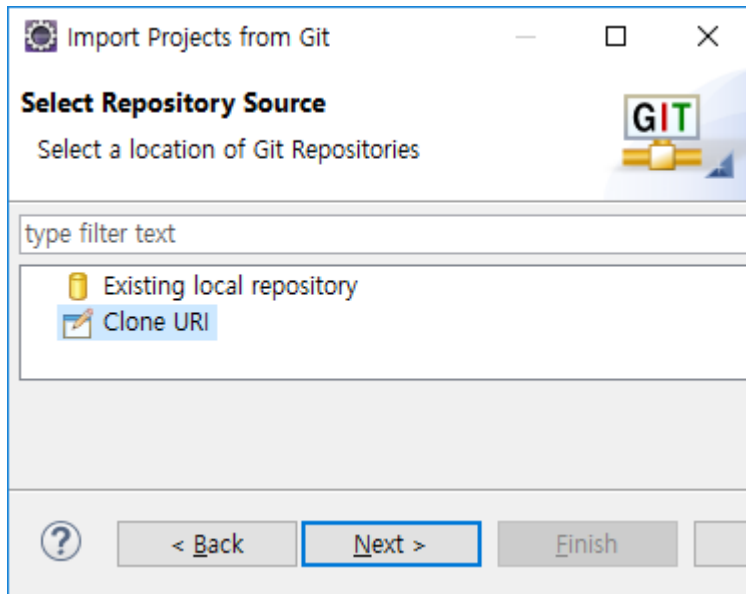 Import Projects from Git
Select Repository Source
Select a location of Git Repositories
GIT
type filter text
Existing local repository
Clone URI
? < Back Next > Finish